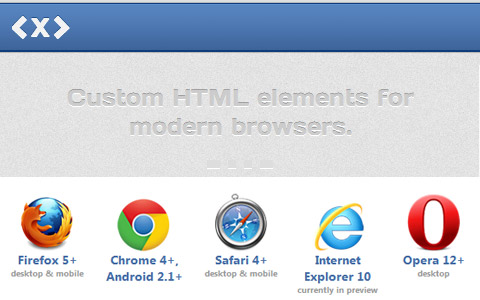 <x>
Custom HTML elements for
modern browsers.
Firefox 5+
desktop & mobile
Chrome 4+,
Android 2.1+
Safari 4+
desktop & mobile
Internet
Explorer 10
currently in preview
Opera 12+
desktop